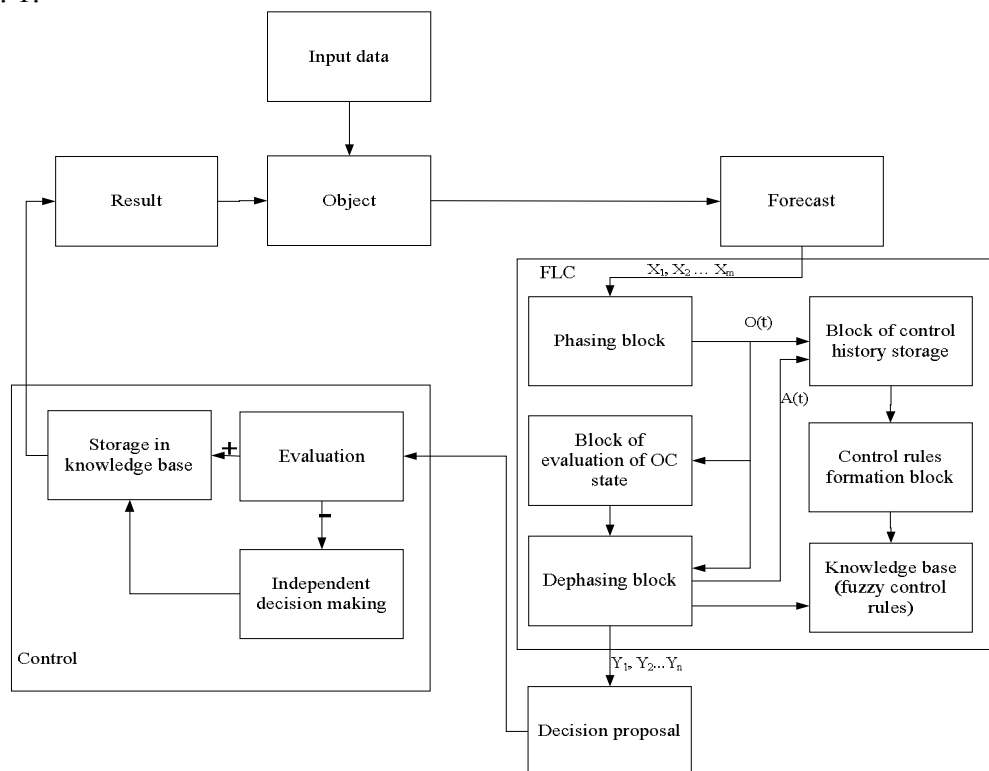 Input data
Result
Object
Forecast
FLC
X1, X2 ... Xm
Phasing block
O(t)
Block of control
history storage
A(t)
Storage in
knowledge base
+
Evaluation
Block of
evaluation of OC
state
Control rules
formation block
-
Independent
decision making
Dephasing block
Knowledge base
(fuzzy control
rules)
Control
Y1, Y2...Yn
Decision proposal